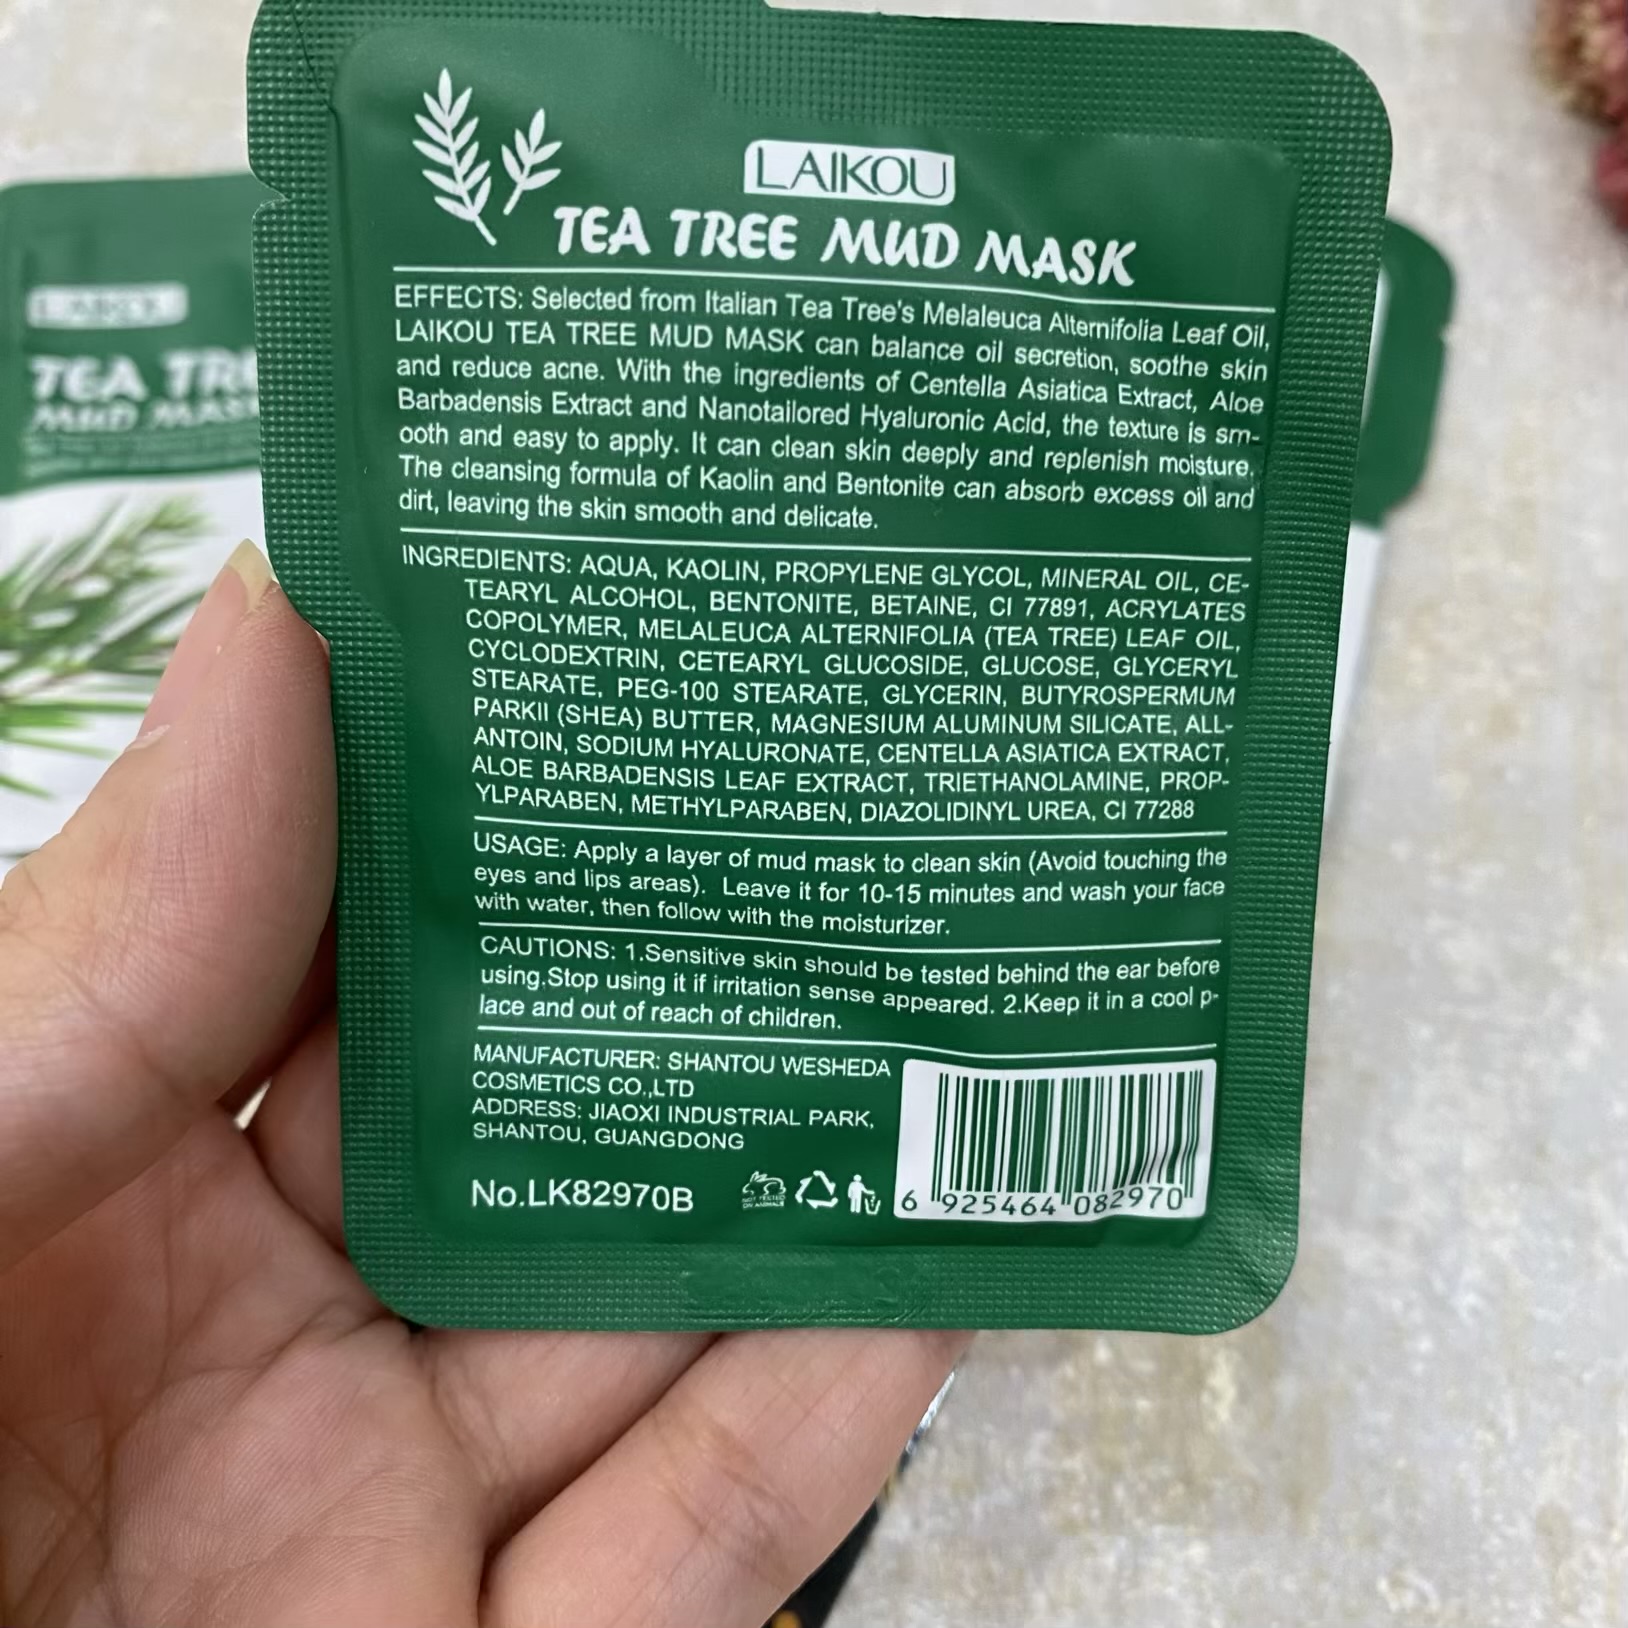 LAIKOU
TEA TREE MUD MASK
EFFECTS: Selected from Italian Tea Tree's Melaleuca Alternifolia Leaf Oil,
LAIKOU TEA TREE MUD MASK can balance oil secretion, soothe skin
and reduce acne. With the ingredients of Centella Asiatica Extract, Aloe
Barbadensis Extract and Nanotailored Hyaluronic Acid, the texture is sm-
ooth and easy to apply. It can clean skin deeply and replenish moisture.
The cleansing formula of Kaolin and Bentonite can absorb excess oil and
dirt, leaving the skin smooth and delicate.
INGREDIENTS: AQUA, KAOLIN, PROPYLENE GLYCOL, MINERAL OIL, CE-
TEARYL ALCOHOL, BENTONITE, BETAINE, CI 77891, ACRYLATES
COPOLYMER, MELALEUCA ALTERNIFOLIA (TEA TREE) LEAF OIL,
CYCLODEXTRIN, CETEARYL GLUCOSIDE, GLUCOSE, GLYCERYL
STEARATE, PEG-100 STEARATE, GLYCERIN, BUTYROSPERMUM
PARKII (SHEA) BUTTER, MAGNESIUM ALUMINUM SILICATE, ALL-
ANTOIN, SODIUM HYALURONATE, CENTELLA ASIATICA EXTRACT,
ALOE BARBADENSIS LEAF EXTRACT, TRIETHANOLAMINE, PROP-
YLPARABEN, METHYLPARABEN, DIAZOLIDINYL UREA, CI 77288
USAGE: Apply a layer of mud mask to clean skin (Avoid touching the
eyes and lips areas). Leave it for 10-15 minutes and wash your face
with water, then follow with the moisturizer.
CAUTIONS: 1.Sensitive skin should be tested behind the ear before
using.Stop using it if irritation sense appeared. 2.Keep it in a cool p-
lace and out of reach of children.
MANUFACTURER: SHANTOU WESHEDA
COSMETICS CO.,LTD
ADDRESS: JIAOXI INDUSTRIAL PARK,
SHANTOU, GUANGDONG
No.LK82970B
NOT TESTED
ON ANIMALS
6 925464 082970
LAIKOU
TEA TRE
MUD MASK